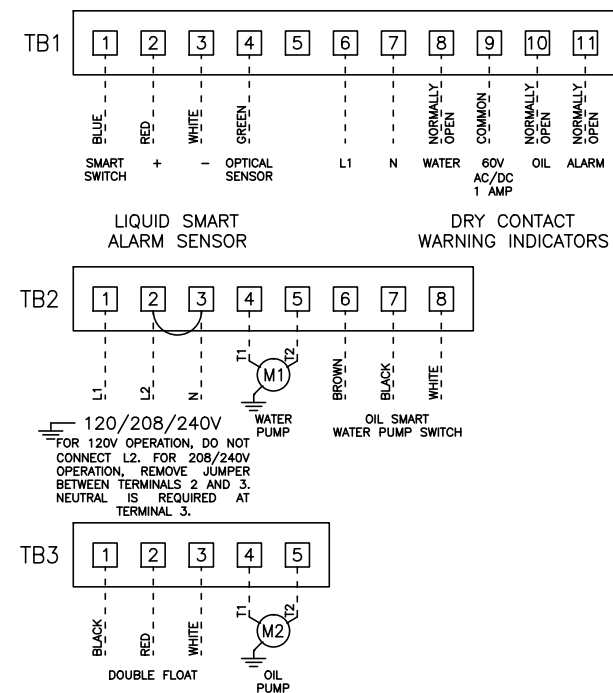 TB1 1 2 3 4 5 6 7 8 9 10 11
BLUE RED WHITE GREEN NORMALLY OPEN COMMON NORMALLY OPEN NORMALLY OPEN
SMART SWITCH + − OPTICAL SENSOR L1 N WATER 60V AC/DC 1 AMP OIL ALARM
LIQUID SMART
ALARM SENSOR
DRY CONTACT
WARNING INDICATORS
TB2 1 2 3 4 5 6 7 8
L1 L2 N T1 M1 T2 BROWN BLACK WHITE
120/208/240V
WATER
PUMP
OIL SMART
WATER PUMP SWITCH
FOR 120V OPERATION, DO NOT
CONNECT L2. FOR 208/240V
OPERATION, REMOVE JUMPER
BETWEEN TERMINALS 2 AND 3.
NEUTRAL IS REQUIRED AT
TERMINAL 3.
TB3 1 2 3 4 5
BLACK RED WHITE T1 M2 T2
DOUBLE FLOAT
OIL
PUMP